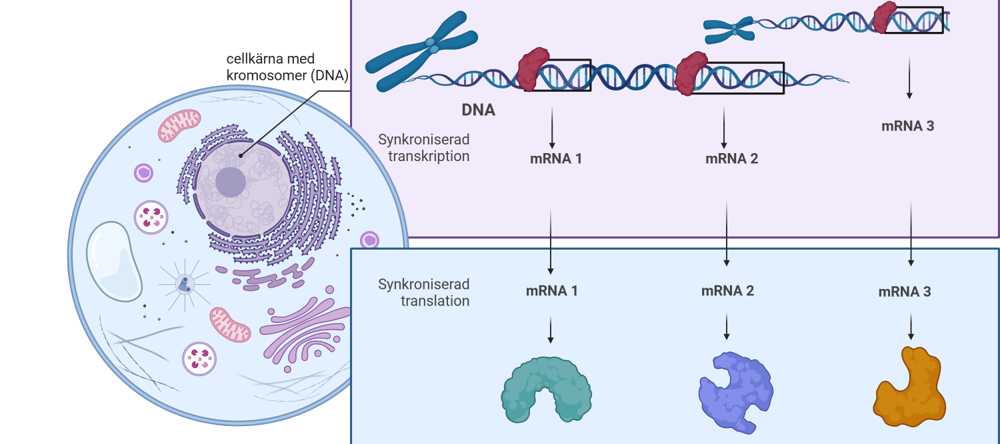 cellkärna med
kromosomer (DNA)
DNA
Synkroniserad
transkription
mRNA 1
mRNA 2
mRNA 3
Synkroniserad
translation
mRNA 1
mRNA 2
mRNA 3